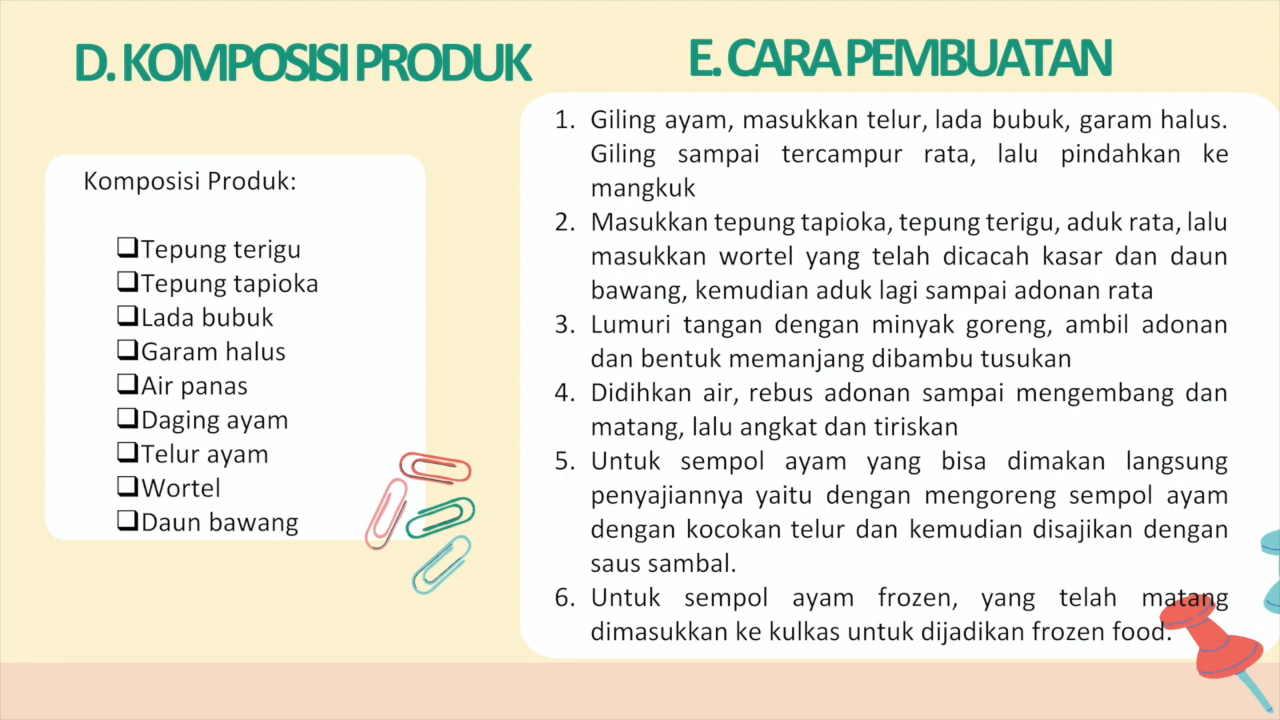 D. KOMPOSISI PRODUK
Komposisi Produk:
❑Tepung terigu
❑Tepung tapioka
❑Lada bubuk
❑Garam halus
❑Air panas
❑Daging ayam
❑Telur ayam
❑Wortel
❑Daun bawang
E. CARA PEMBUATAN
1. Giling ayam, masukkan telur, lada bubuk, garam halus.
Giling sampai tercampur rata, lalu pindahkan ke
mangkuk
2. Masukkan tepung tapioka, tepung terigu, aduk rata, lalu
masukkan wortel yang telah dicacah kasar dan daun
bawang, kemudian aduk lagi sampai adonan rata
3. Lumuri tangan dengan minyak goreng, ambil adonan
dan bentuk memanjang dibambu tusukan
4. Didihkan air, rebus adonan sampai mengembang dan
matang, lalu angkat dan tiriskan
5. Untuk sempol ayam yang bisa dimakan langsung
penyajiannya yaitu dengan mengoreng sempol ayam
dengan kocokan telur dan kemudian disajikan dengan
saus sambal.
6. Untuk sempol ayam frozen, yang telah matang
dimasukkan ke kulkas untuk dijadikan frozen food.